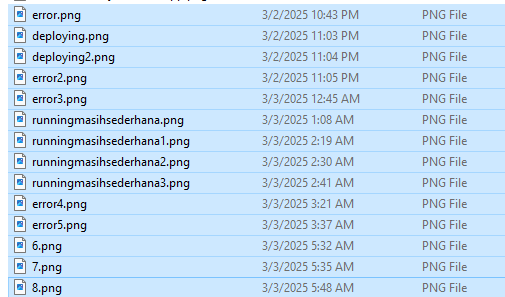 error.png 3/2/2025 10:43 PM PNG File
deploying.png 3/2/2025 11:03 PM PNG File
deploying2.png 3/2/2025 11:04 PM PNG File
error2.png 3/2/2025 11:05 PM PNG File
error3.png 3/3/2025 12:45 AM PNG File
runningmasihsederhana.png 3/3/2025 1:08 AM PNG File
runningmasihsederhana1.png 3/3/2025 2:19 AM PNG File
runningmasihsederhana2.png 3/3/2025 2:30 AM PNG File
runningmasihsederhana3.png 3/3/2025 2:41 AM PNG File
error4.png 3/3/2025 3:21 AM PNG File
error5.png 3/3/2025 3:37 AM PNG File
6.png 3/3/2025 5:32 AM PNG File
7.png 3/3/2025 5:35 AM PNG File
8.png 3/3/2025 5:48 AM PNG File